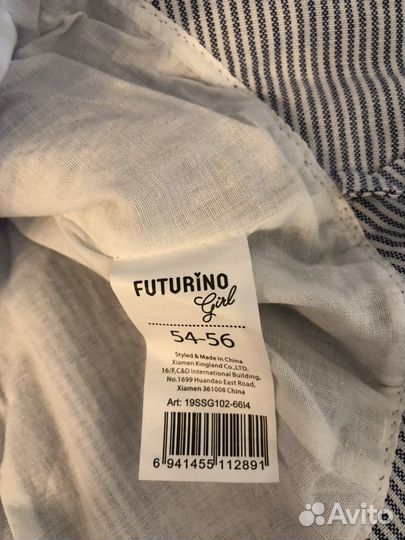 FUTURINO
Girl
54-56
Styled & Made in China
Xiamen Kingland Co.,LTD.
16/F,C&D International Building,
No.1699 Huandao East Road,
Xiamen 361008 China
Art: 19SSG102-66I4
6 941455 112891
Avito